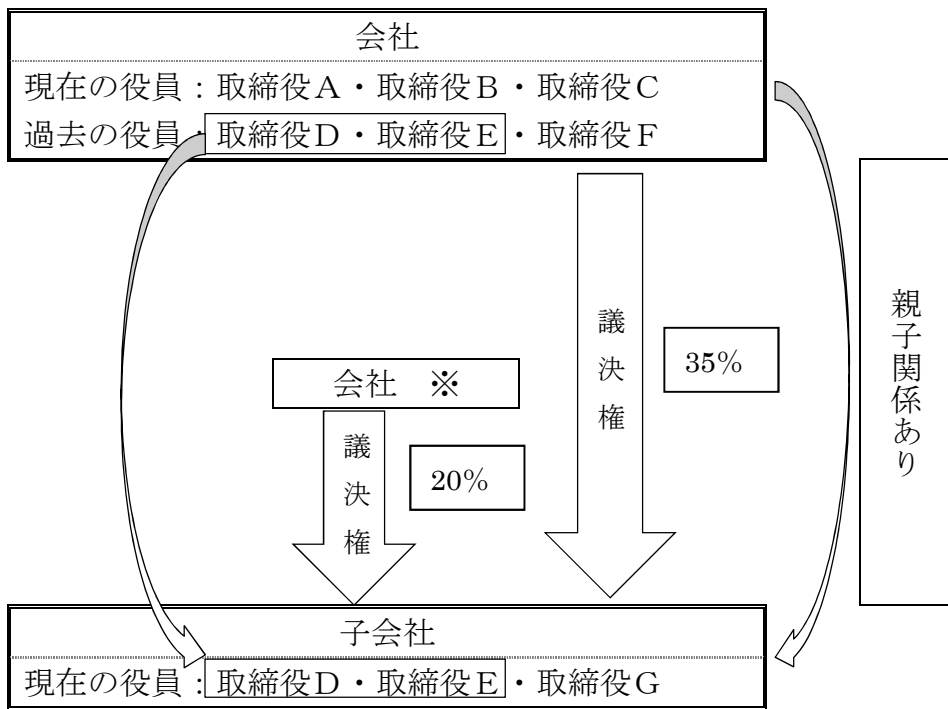 会社
現在の役員：取締役A・取締役B・取締役C
過去の役員：取締役D・取締役E・取締役F
親子関係あり
議決権
35%
会社　※
議決権
20%
子会社
現在の役員：取締役D・取締役E・取締役G